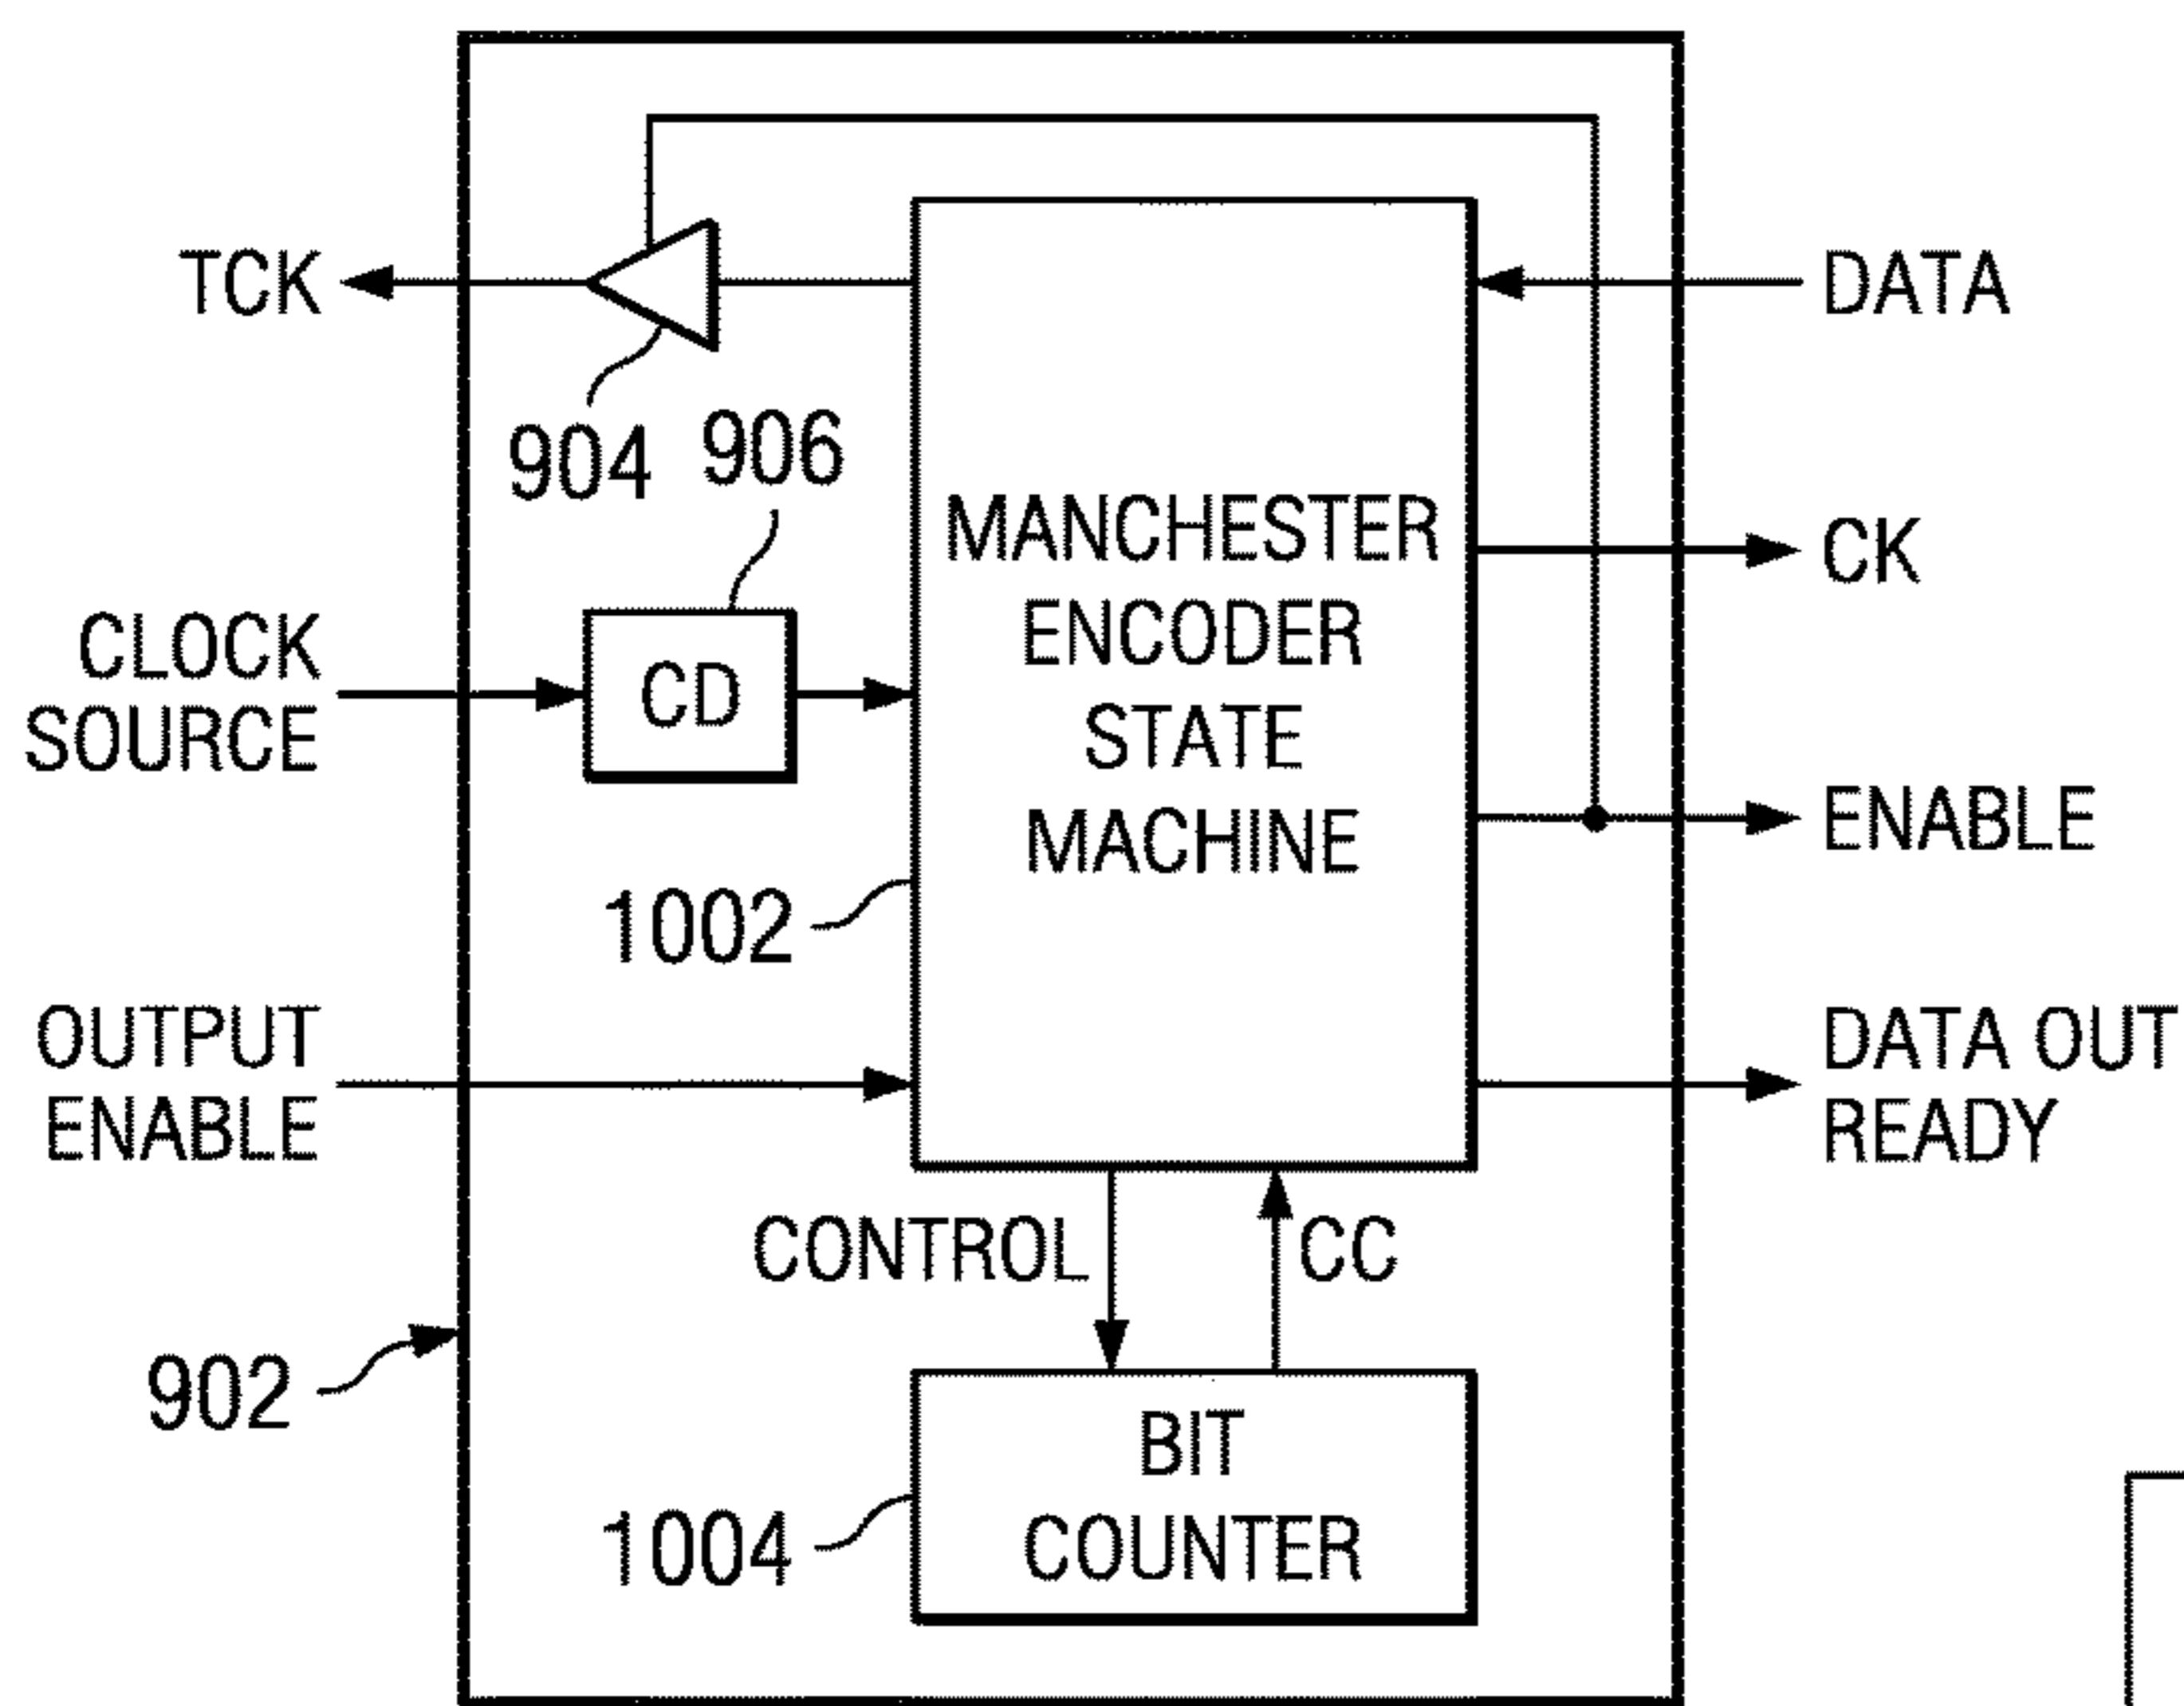 TCK
DATA
904
906
MANCHESTER
ENCODER
STATE
MACHINE
CK
CLOCK
SOURCE
CD
ENABLE
1002
OUTPUT
ENABLE
DATA OUT
READY
CONTROL
CC
902
BIT
COUNTER
1004